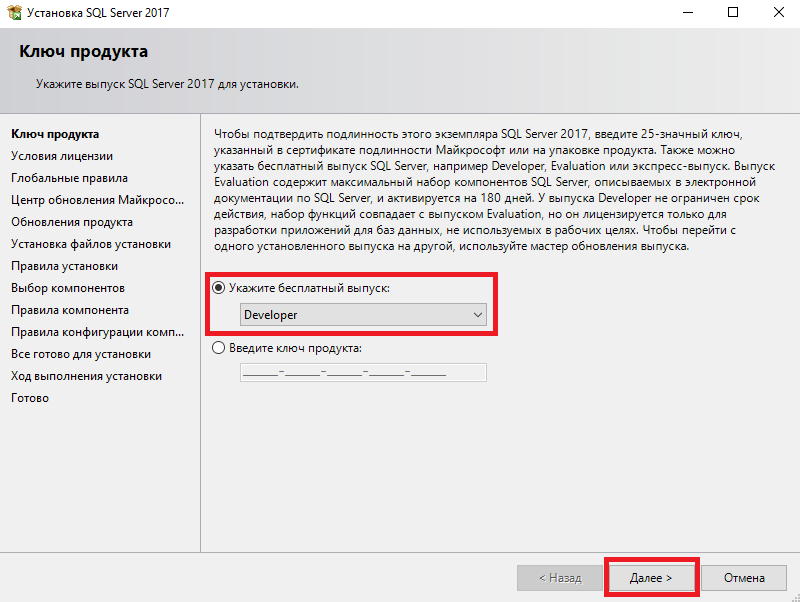 Установка SQL Server 2017
Ключ продукта
Укажите выпуск SQL Server 2017 для установки.
Ключ продукта
Условия лицензии
Глобальные правила
Центр обновления Майкросо...
Обновления продукта
Установка файлов установки
Правила установки
Выбор компонентов
Правила компонента
Правила конфигурации комп...
Все готово для установки
Ход выполнения установки
Готово
Чтобы подтвердить подлинность этого экземпляра SQL Server 2017, введите 25-значный ключ,
указанный в сертификате подлинности Майкрософт или на упаковке продукта. Также можно
указать бесплатный выпуск SQL Server, например Developer, Evaluation или экспресс-выпуск. Выпуск
Evaluation содержит максимальный набор компонентов SQL Server, описываемых в электронной
документации по SQL Server, и активируется на 180 дней. У выпуска Developer не ограничен срок
действия, набор функций совпадает с выпуском Evaluation, но он лицензируется только для
разработки приложений для баз данных, не используемых в рабочих целях. Чтобы перейти с
одного установленного выпуска на другой, используйте мастер обновления выпуска.
Укажите бесплатный выпуск:
Developer
Введите ключ продукта:
_____-_____-_____-_____-_____
< Назад
Далее >
Отмена